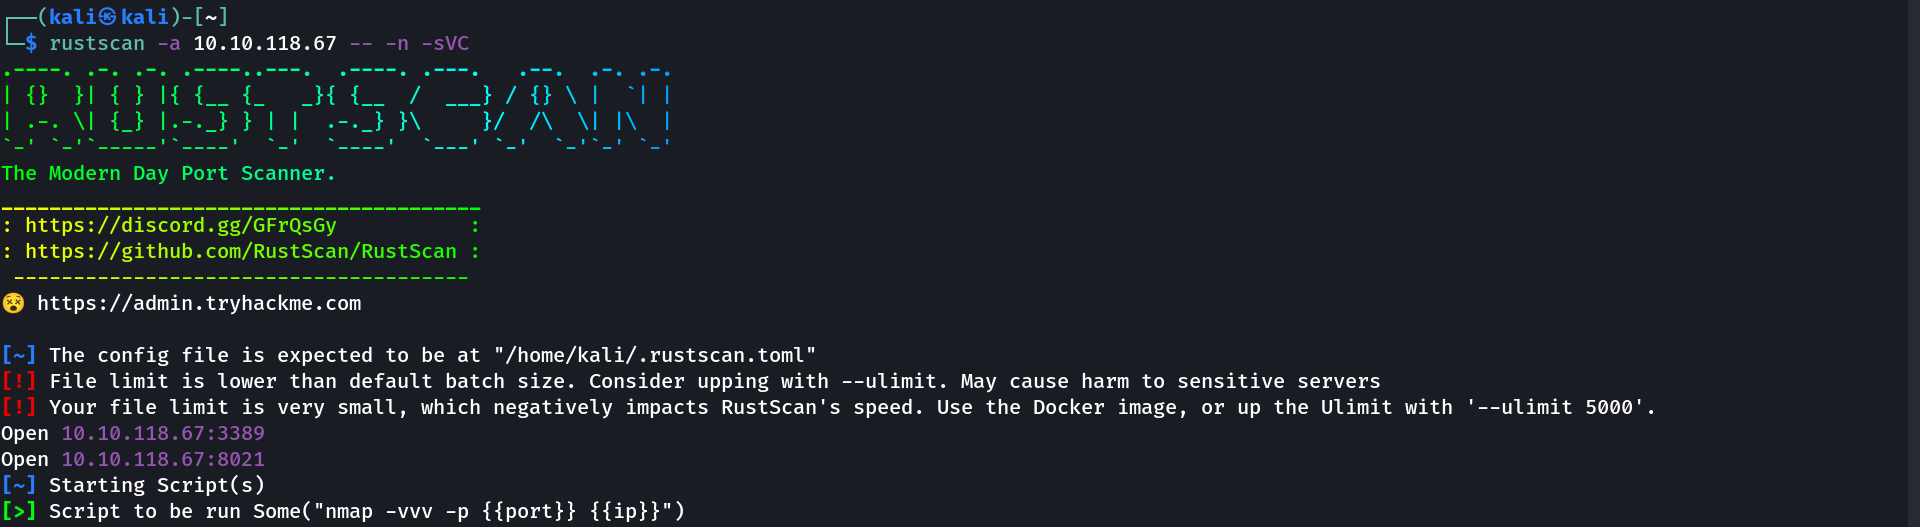 ┌──(kali㉿kali)-[~]
└─$ rustscan -a 10.10.118.67 -- -n -sVC
.----. .-. .-. .----..---.  .----. .---.   .--.  .-. .-.
| {}  }| { } |{ {__ {_   _}{ {__  /  ___} / {} \ |  `| |
| .-. \| {_} |.-._} } | |  .-._} }\     }/  /\  \| |\  |
`-' `-'`-----'`----'  `-'  `----'  `---' `-'  `-'`-' `-'
The Modern Day Port Scanner.
________________________________________
: https://discord.gg/GFrQsGy           :
: https://github.com/RustScan/RustScan :
 --------------------------------------
😵 https://admin.tryhackme.com
[~] The config file is expected to be at "/home/kali/.rustscan.toml"
[!] File limit is lower than default batch size. Consider upping with --ulimit. May cause harm to sensitive servers
[!] Your file limit is very small, which negatively impacts RustScan's speed. Use the Docker image, or up the Ulimit with '--ulimit 5000'.
Open 10.10.118.67:3389
Open 10.10.118.67:8021
[~] Starting Script(s)
[>] Script to be run Some("nmap -vvv -p {{port}} {{ip}}")